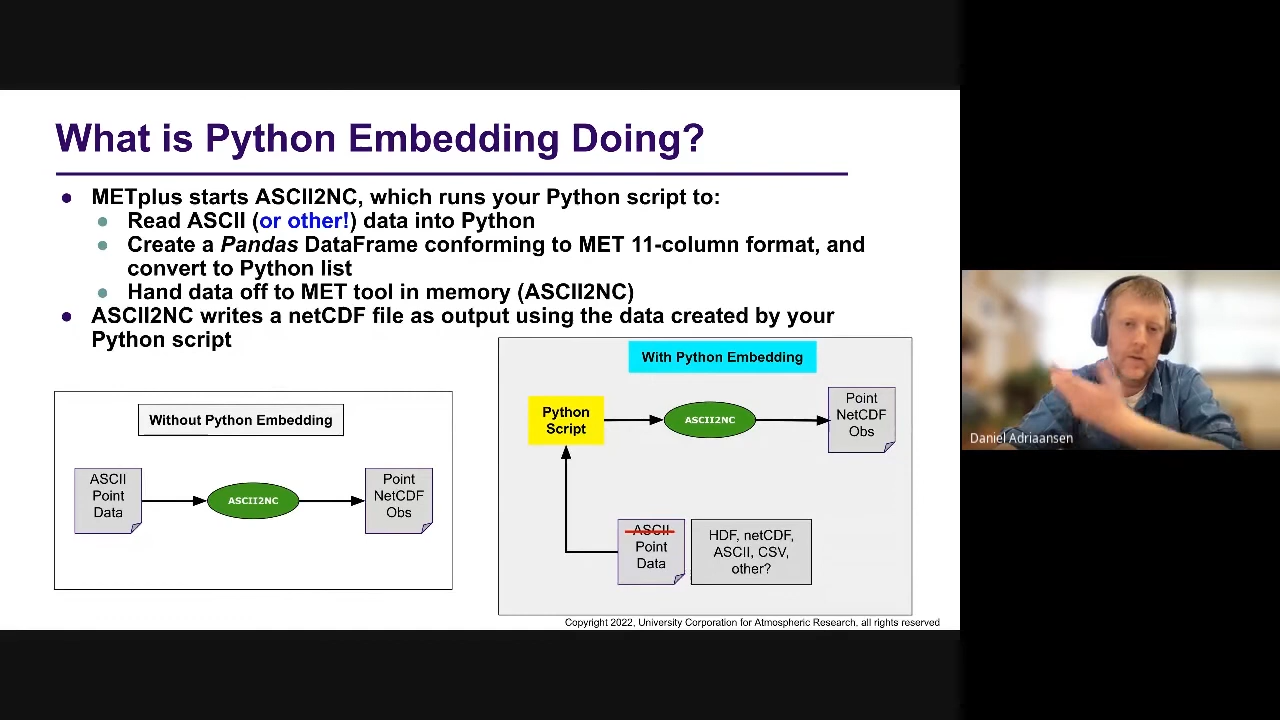 What is Python Embedding Doing?
● METplus starts ASCII2NC, which runs your Python script to:
● Read ASCII (or other!) data into Python
● Create a Pandas DataFrame conforming to MET 11-column format, and
convert to Python list
● Hand data off to MET tool in memory (ASCII2NC)
● ASCII2NC writes a netCDF file as output using the data created by your
Python script
Without Python Embedding
ASCII
Point
Data
ASCII2NC
Point
NetCDF
Obs
With Python Embedding
Python
Script
ASCII2NC
Point
NetCDF
Obs
ASCII
Point
Data
HDF, netCDF,
ASCII, CSV,
other?
Copyright 2022, University Corporation for Atmospheric Research, all rights reserved
Daniel Adriaansen